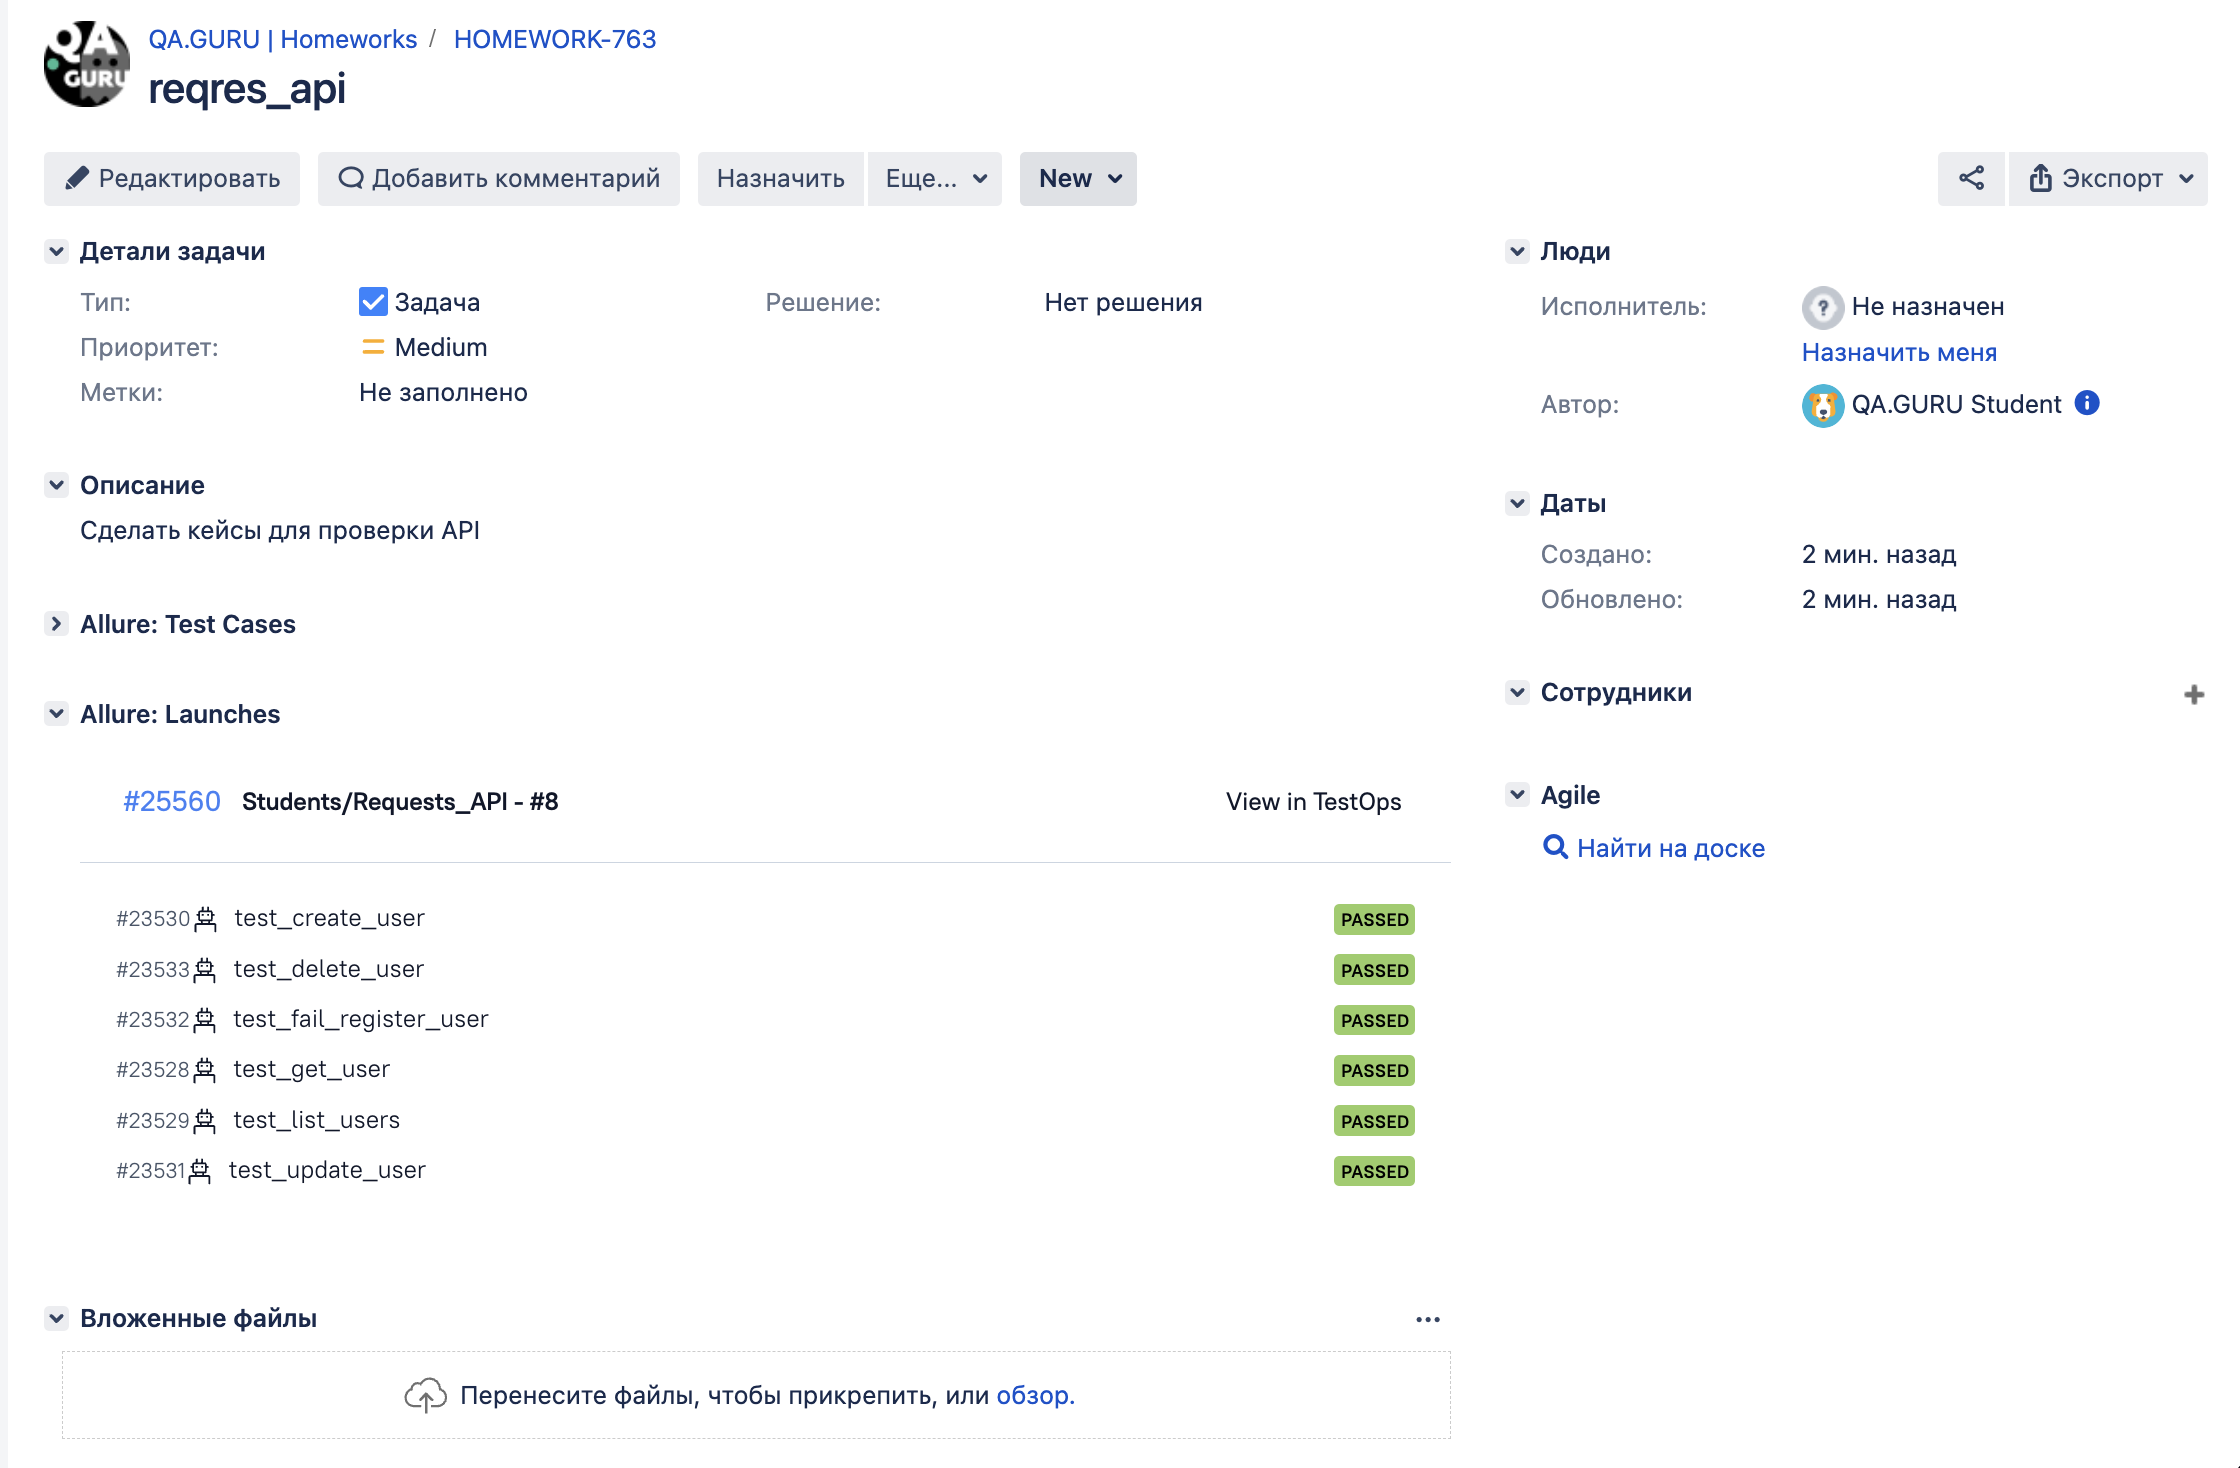 QA GURU
QA.GURU | Homeworks / HOMEWORK-763
reqres_api
Редактировать Добавить комментарий Назначить Еще... New Экспорт
Детали задачи
Тип: Задача Решение: Нет решения
Приоритет: Medium
Метки: Не заполнено
Описание
Сделать кейсы для проверки API
Allure: Test Cases
Allure: Launches
#25560 Students/Requests_API - #8 View in TestOps
#23530 test_create_user PASSED
#23533 test_delete_user PASSED
#23532 test_fail_register_user PASSED
#23528 test_get_user PASSED
#23529 test_list_users PASSED
#23531 test_update_user PASSED
Вложенные файлы
Перенесите файлы, чтобы прикрепить, или обзор.
Люди
Исполнитель: Не назначен
Назначить меня
Автор: QA.GURU Student
Даты
Создано: 2 мин. назад
Обновлено: 2 мин. назад
Сотрудники
Agile
Найти на доске